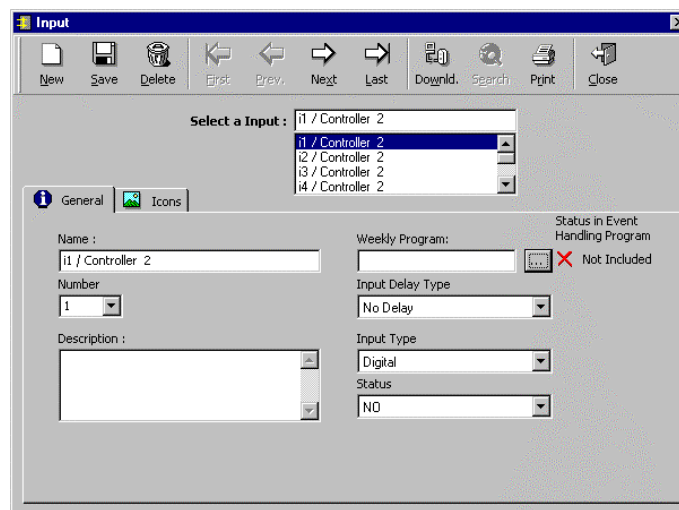 Input
New Save Delete First Prev. Next Last Downld. Search Print Close
Select a Input : i1 / Controller 2
i1 / Controller 2
i2 / Controller 2
i3 / Controller 2
i4 / Controller 2
General Icons
Status in Event
Handling Program
Not Included
Name :
i1 / Controller 2
Number
1
Description :
Weekly Program:
...
Input Delay Type
No Delay
Input Type
Digital
Status
NO